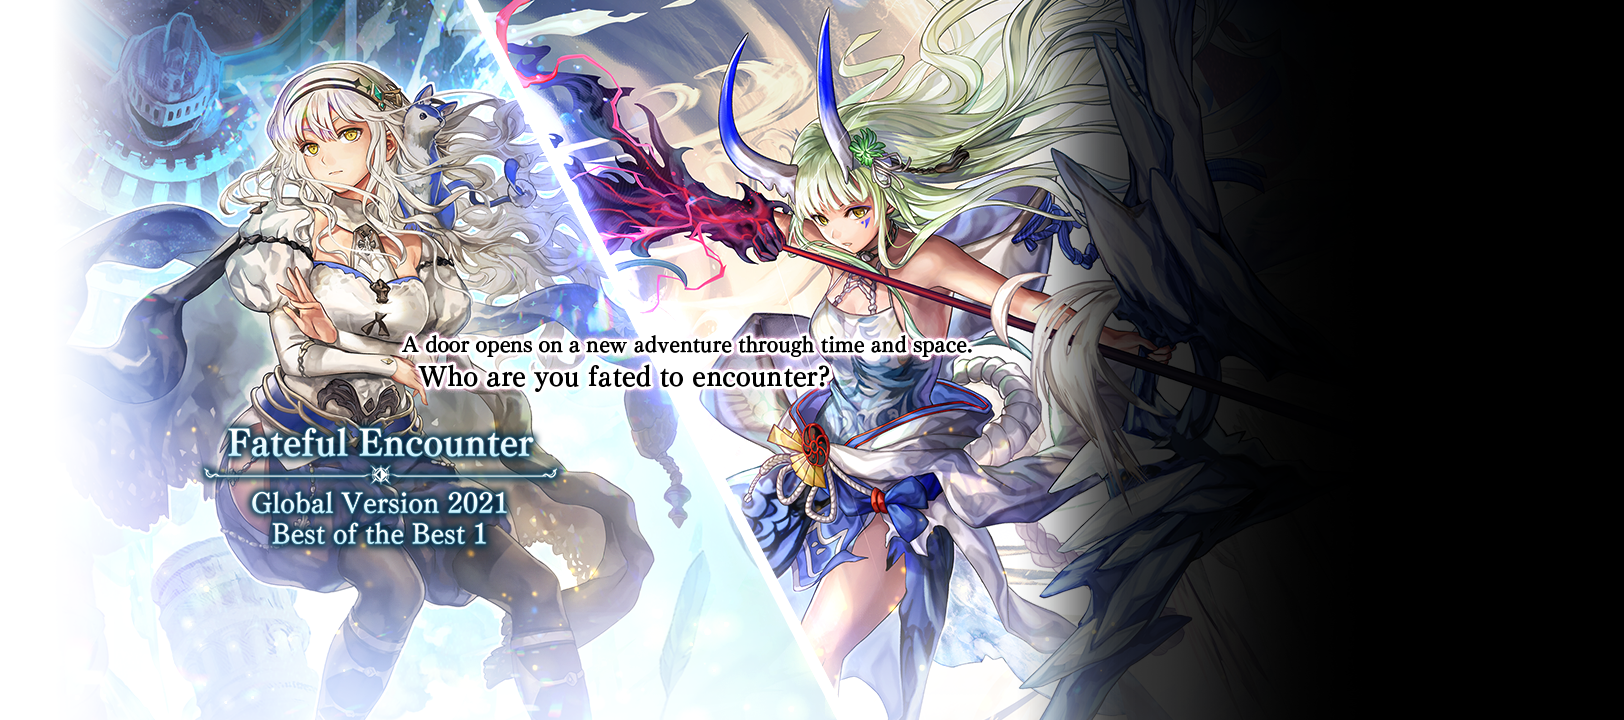 A door opens on a new adventure through time and space.
Who are you fated to encounter?
Fateful Encounter
Global Version 2021
Best of the Best 1